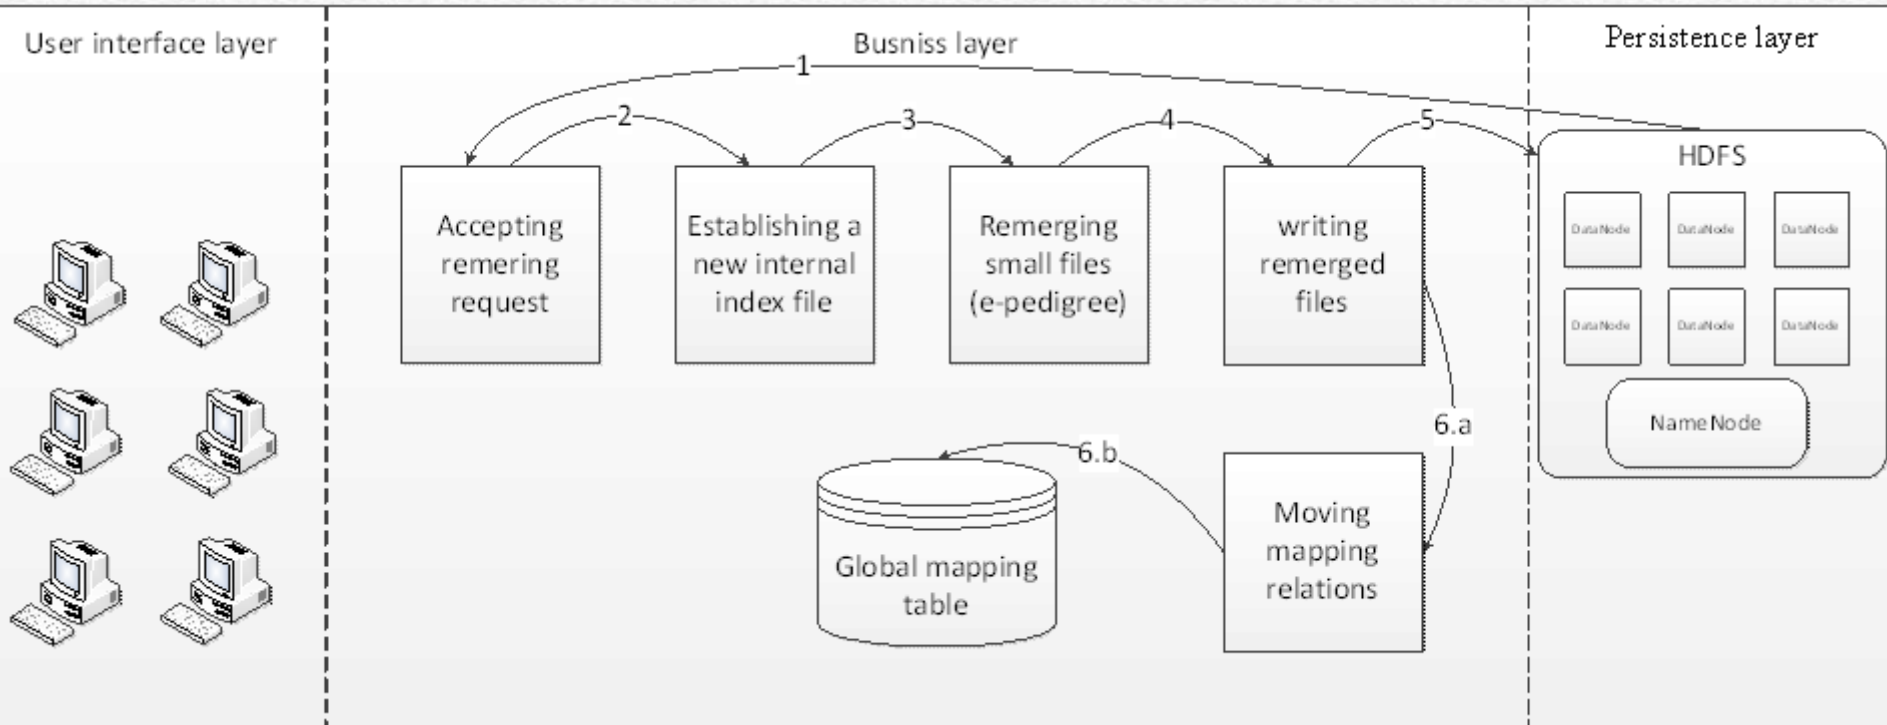 User interface layer
Busniss layer
Persistence layer
1
2
3
4
5
HDFS
Accepting
remering
request
Establishing a
new internal
index file
Remerging
small files
(e-pedigree)
writing
remerged
files
DataNode
DataNode
DataNode
DataNode
DataNode
DataNode
NameNode
6.a
6.b
Moving
mapping
relations
Global mapping
table